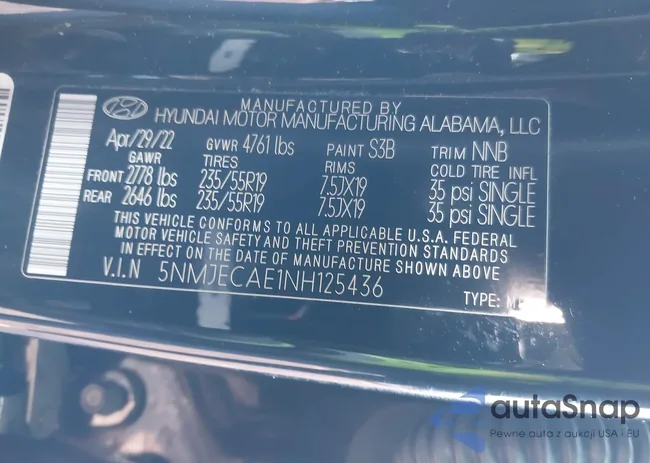 MANUFACTURED BY
HYUNDAI MOTOR MANUFACTURING ALABAMA, LLC
Apr/29/22 GVWR 4761 lbs PAINT S3B TRIM NNB
GAWR TIRES RIMS COLD TIRE INFL
FRONT 2778 lbs 235/55R19 7.5JX19 35 psi SINGLE
REAR 2646 lbs 235/55R19 7.5JX19 35 psi SINGLE
THIS VEHICLE CONFORMS TO ALL APPLICABLE U.S.A. FEDERAL
MOTOR VEHICLE SAFETY AND THEFT PREVENTION STANDARDS
IN EFFECT ON THE DATE OF MANUFACTURE SHOWN ABOVE
V.I.N 5NMJECAE1NH125436
TYPE:
autaSnap
Pewne auta z aukcji USA i EU